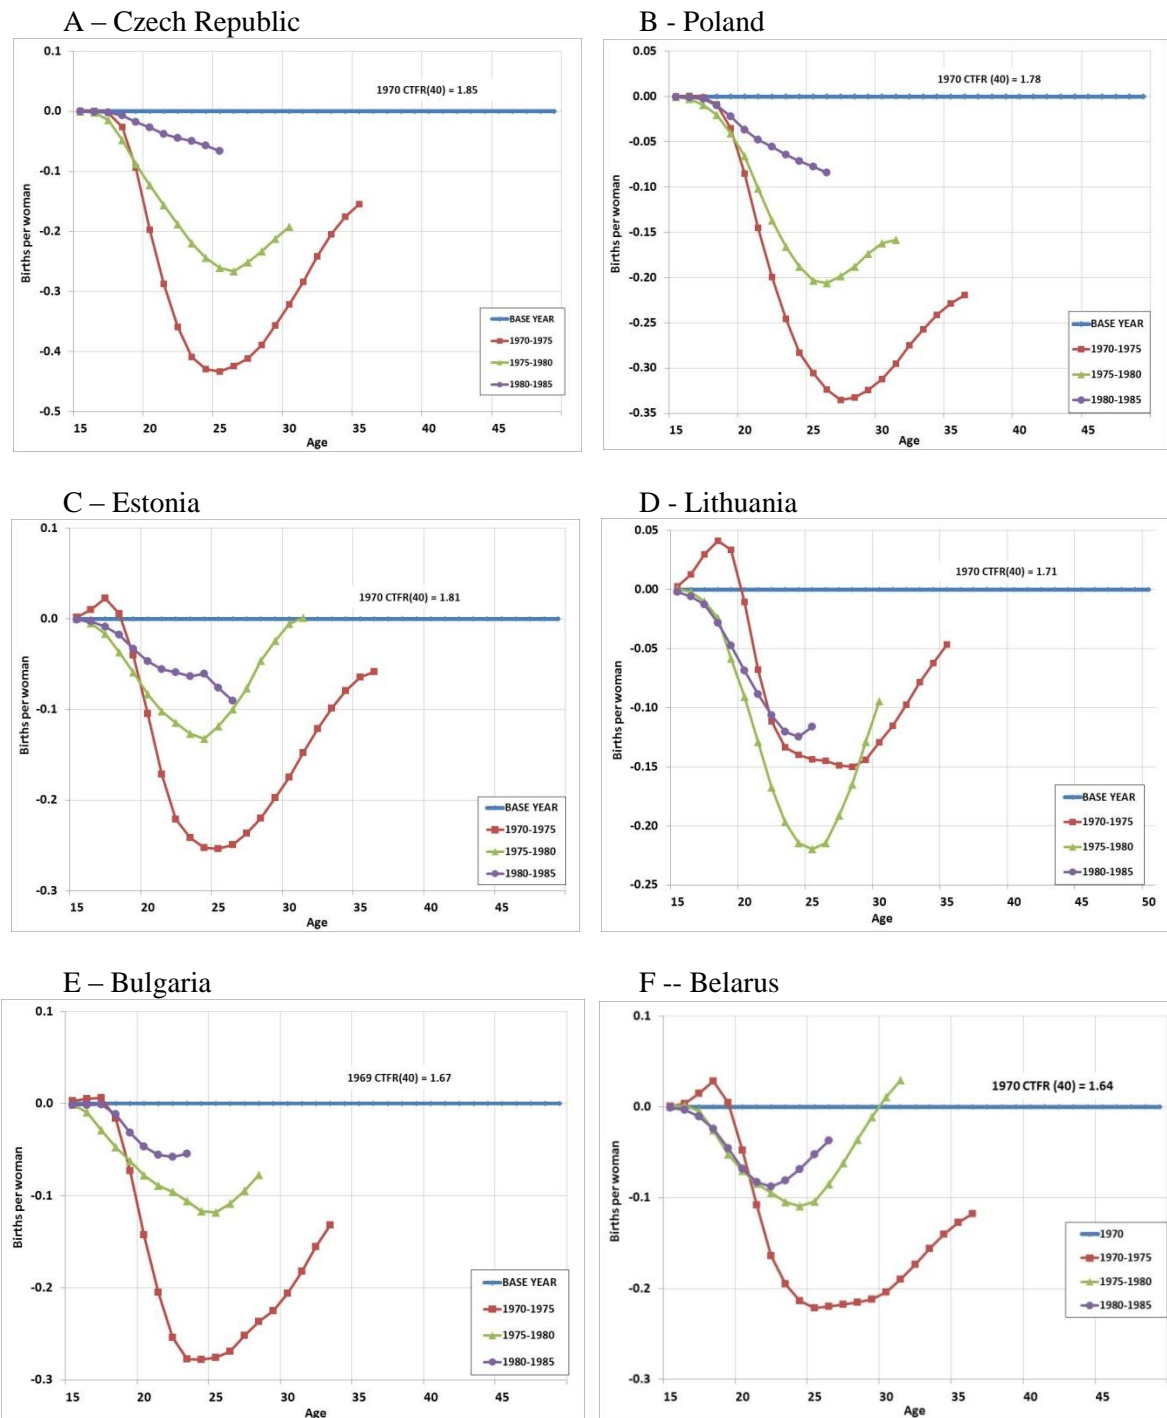 A – Czech Republic
0.1
0.0
-0.1
-0.2
-0.3
-0.4
-0.5
Births per woman
1970 CTFR(40) = 1.85
BASE YEAR
1970-1975
1975-1980
1980-1985
15 20 25 30 35 40 45
Age
B - Poland
0.05
0.00
-0.05
-0.10
-0.15
-0.20
-0.25
-0.30
-0.35
Births per woman
1970 CTFR (40) = 1.78
BASE YEAR
1970-1975
1975-1980
1980-1985
15 20 25 30 35 40 45
Age
C – Estonia
0.1
0.0
-0.1
-0.2
-0.3
Births per woman
1970 CTFR(40) = 1.81
BASE YEAR
1970-1975
1975-1980
1980-1985
15 20 25 30 35 40 45
Age
D - Lithuania
0.05
0.00
-0.05
-0.10
-0.15
-0.20
-0.25
Births per woman
1970 CTFR(40) = 1.71
BASE YEAR
1970-1975
1975-1980
1980-1985
15 20 25 30 35 40 45 50
Age
E – Bulgaria
0.1
0.0
-0.1
-0.2
-0.3
Births per woman
1969 CTFR(40) = 1.67
BASE YEAR
1970-1975
1975-1980
1980-1985
15 20 25 30 35 40 45
Age
F -- Belarus
0.1
0.0
-0.1
-0.2
-0.3
Births per woman
1970 CTFR (40) = 1.64
1970
1970-1975
1975-1980
1980-1985
15 20 25 30 35 40 45
Age